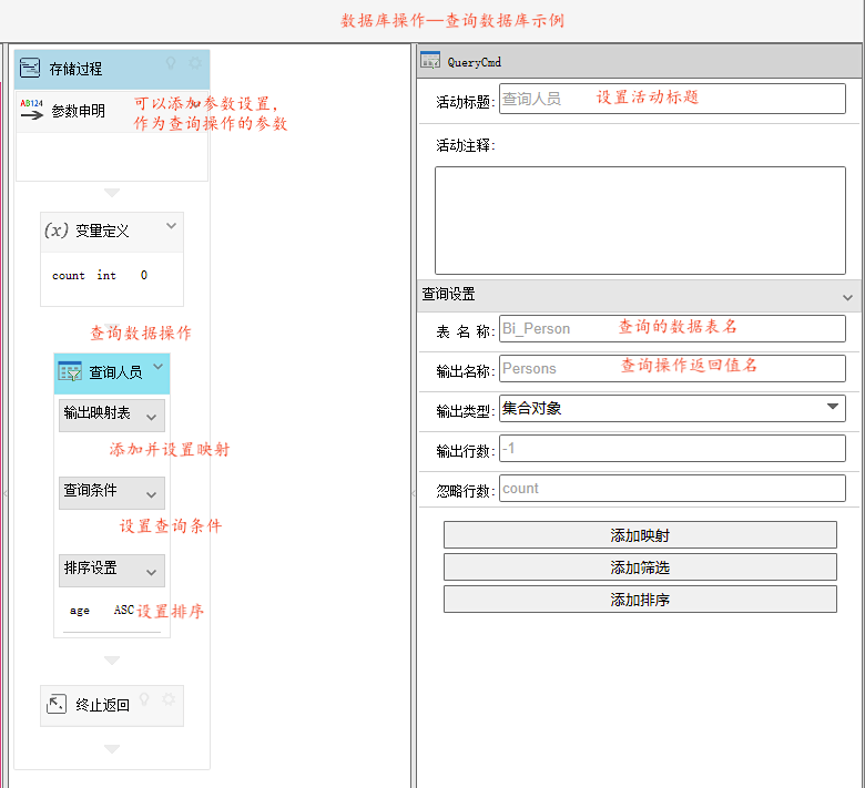 数据库操作—查询数据库示例
存储过程
AB124
参数申明
可以添加参数设置,
作为查询操作的参数
(x) 变量定义
count int 0
查询数据操作
查询人员
输出映射表
添加并设置映射
查询条件
设置查询条件
排序设置
age ASC 设置排序
终止返回
QueryCmd
活动标题: 查询人员 设置活动标题
活动注释:
查询设置
表 名 称: Bi_Person 查询的数据表名
输出名称: Persons 查询操作返回值名
输出类型: 集合对象
输出行数: -1
忽略行数: count
添加映射
添加筛选
添加排序